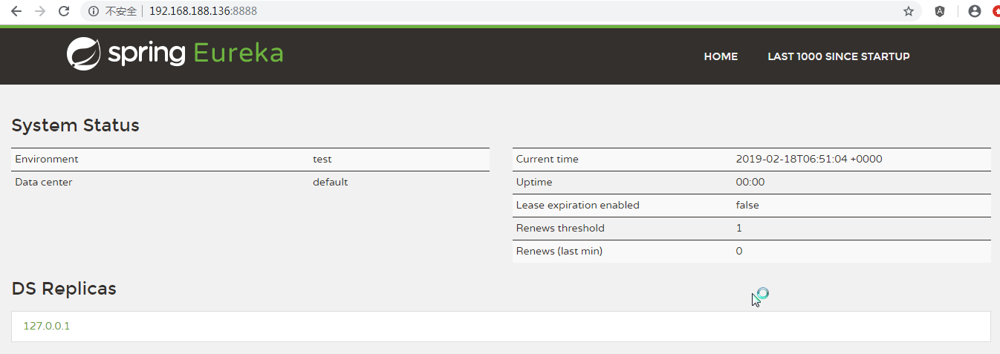 不安全 192.168.188.136:8888
spring Eureka
HOME LAST 1000 SINCE STARTUP
System Status
Environment test
Data center default
Current time 2019-02-18T06:51:04 +0000
Uptime 00:00
Lease expiration enabled false
Renews threshold 1
Renews (last min) 0
DS Replicas
127.0.0.1